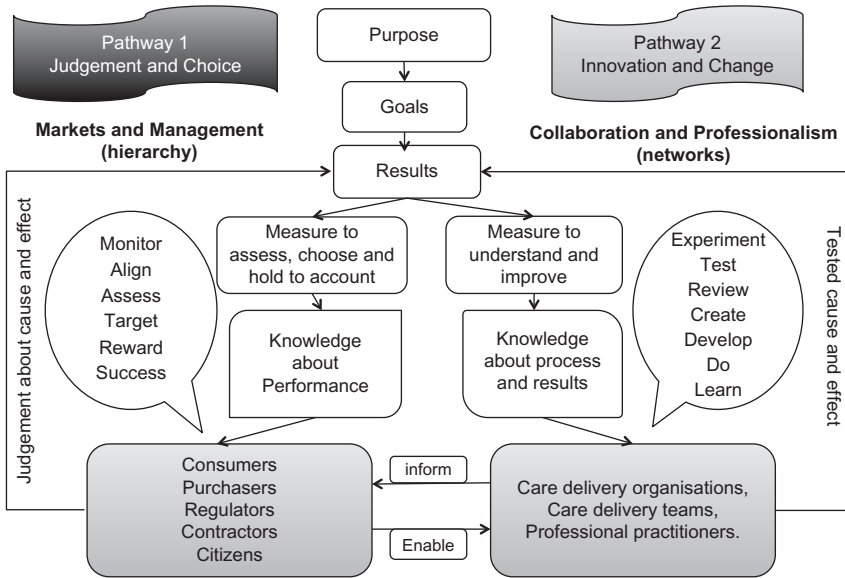 Pathway 1
Judgement and Choice
Purpose
Pathway 2
Innovation and Change
Goals
Markets and Management
(hierarchy)
Collaboration and Professionalism
(networks)
Results
Judgement about cause and effect
Monitor
Align
Assess
Target
Reward
Success
Measure to
assess, choose and
hold to account
Measure to
understand and
improve
Experiment
Test
Review
Create
Develop
Do
Learn
Tested cause and effect
Knowledge
about
Performance
Knowledge
about process
and results
Consumers
Purchasers
Regulators
Contractors
Citizens
inform
Enable
Care delivery organisations,
Care delivery teams,
Professional practitioners.